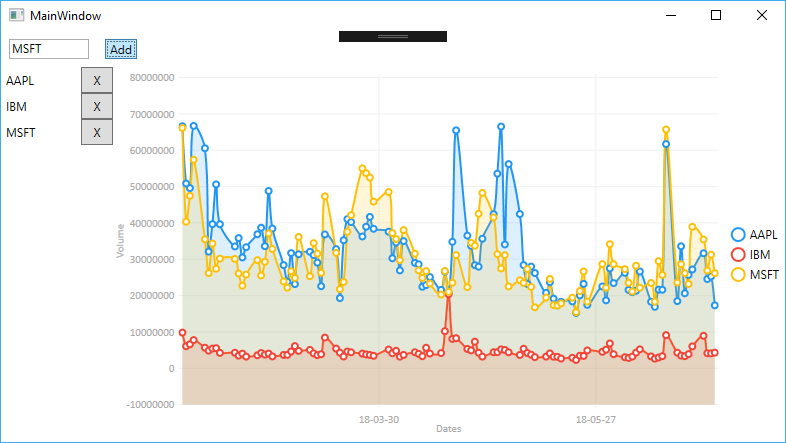 MainWindow
MSFT Add
AAPL X
IBM X
MSFT X
80000000
70000000
60000000
50000000
40000000
30000000
20000000
10000000
0
-10000000
Volume
18-03-30 18-05-27
Dates
AAPL
IBM
MSFT